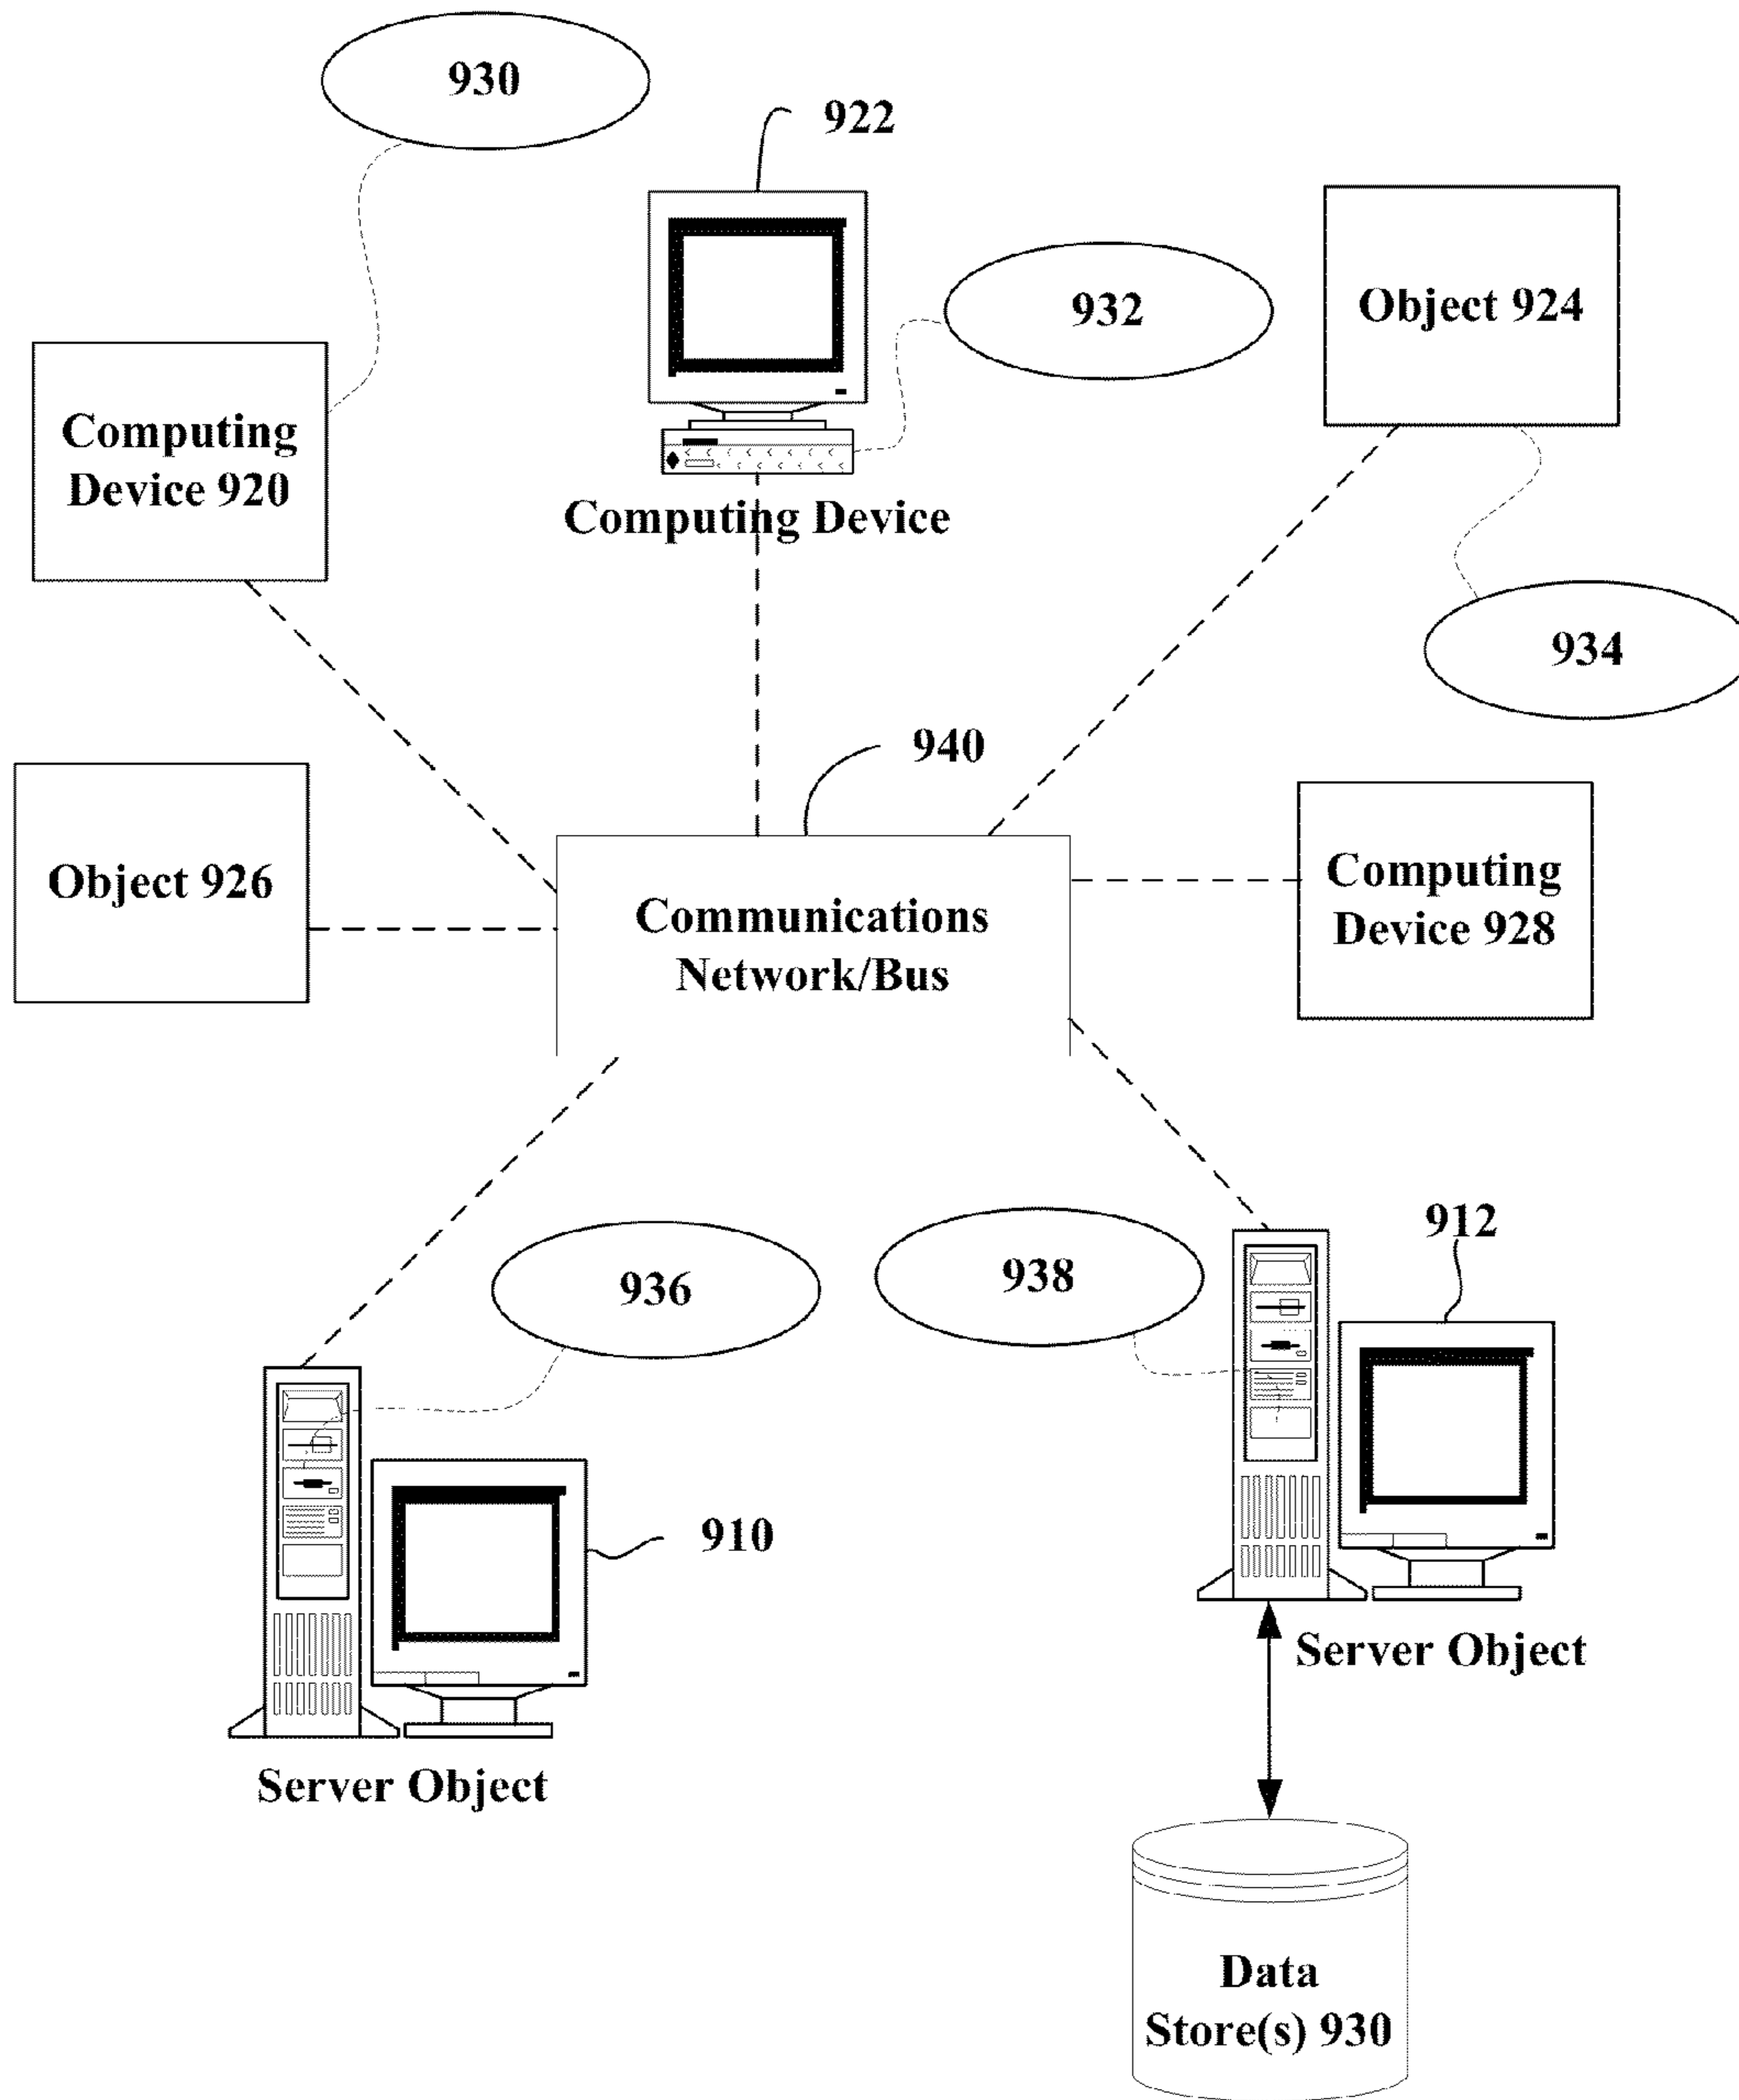 930
922
932
Object 924
Computing
Device 920
Computing Device
934
940
Object 926
Communications
Network/Bus
Computing
Device 928
936
938
912
910
Server Object
Server Object
Data
Store(s) 930